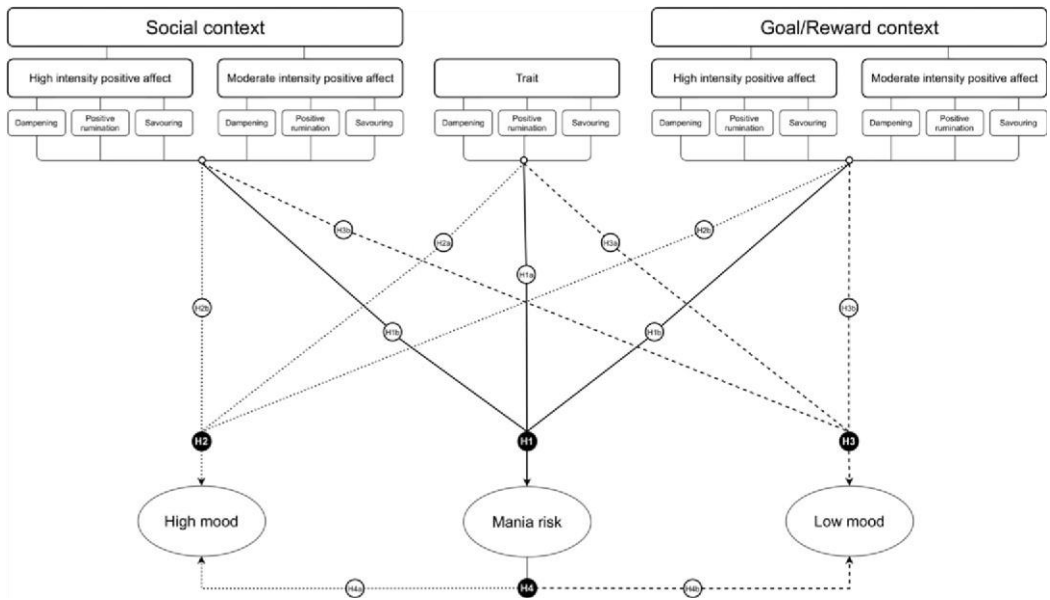 Social context
Goal/Reward context
High intensity positive affect
Moderate intensity positive affect
Trait
High intensity positive affect
Moderate intensity positive affect
Dampening
Positive
rumination
Savouring
Dampening
Positive
rumination
Savouring
Dampening
Positive
rumination
Savouring
Dampening
Positive
rumination
Savouring
Dampening
Positive
rumination
Savouring
H3b
H2a
H3a
H2b
H1a
H2b
H3b
H1b
H1b
H2
H1
H3
High mood
Mania risk
Low mood
H4a
H4
H4b